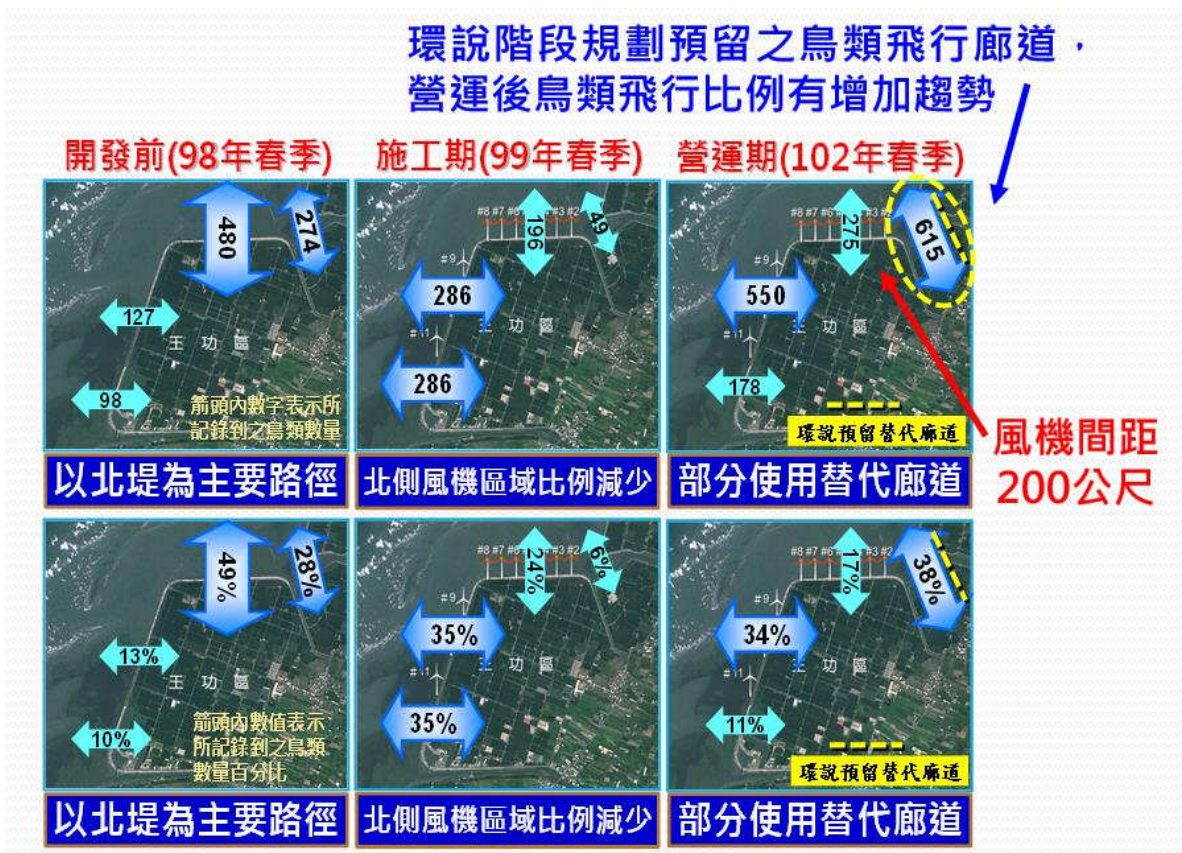 環說階段規劃預留之鳥類飛行廊道，
營運後鳥類飛行比例有增加趨勢
開發前(98年春季)
施工期(99年春季)
營運期(102年春季)
480
274
127
98
王功區
箭頭內數字表示所
記錄到之鳥類數量
#8 #7 #6 #3 #2
196
49
#9
286
#11
286
王功區
#8 #7 #6 #3 #2
275
615
#9
550
#11
178
王功區
環說預留替代廊道
風機間距
200公尺
以北堤為主要路徑
北側風機區域比例減少
部分使用替代廊道
49%
28%
13%
10%
王功區
箭頭內數值表示
所記錄到之鳥類
數量百分比
#8 #7 #6 #3 #2
24%
6%
#9
35%
#11
35%
王功區
#8 #7 #6 #3 #2
17%
38%
#9
34%
#11
11%
王功區
環說預留替代廊道
以北堤為主要路徑
北側風機區域比例減少
部分使用替代廊道